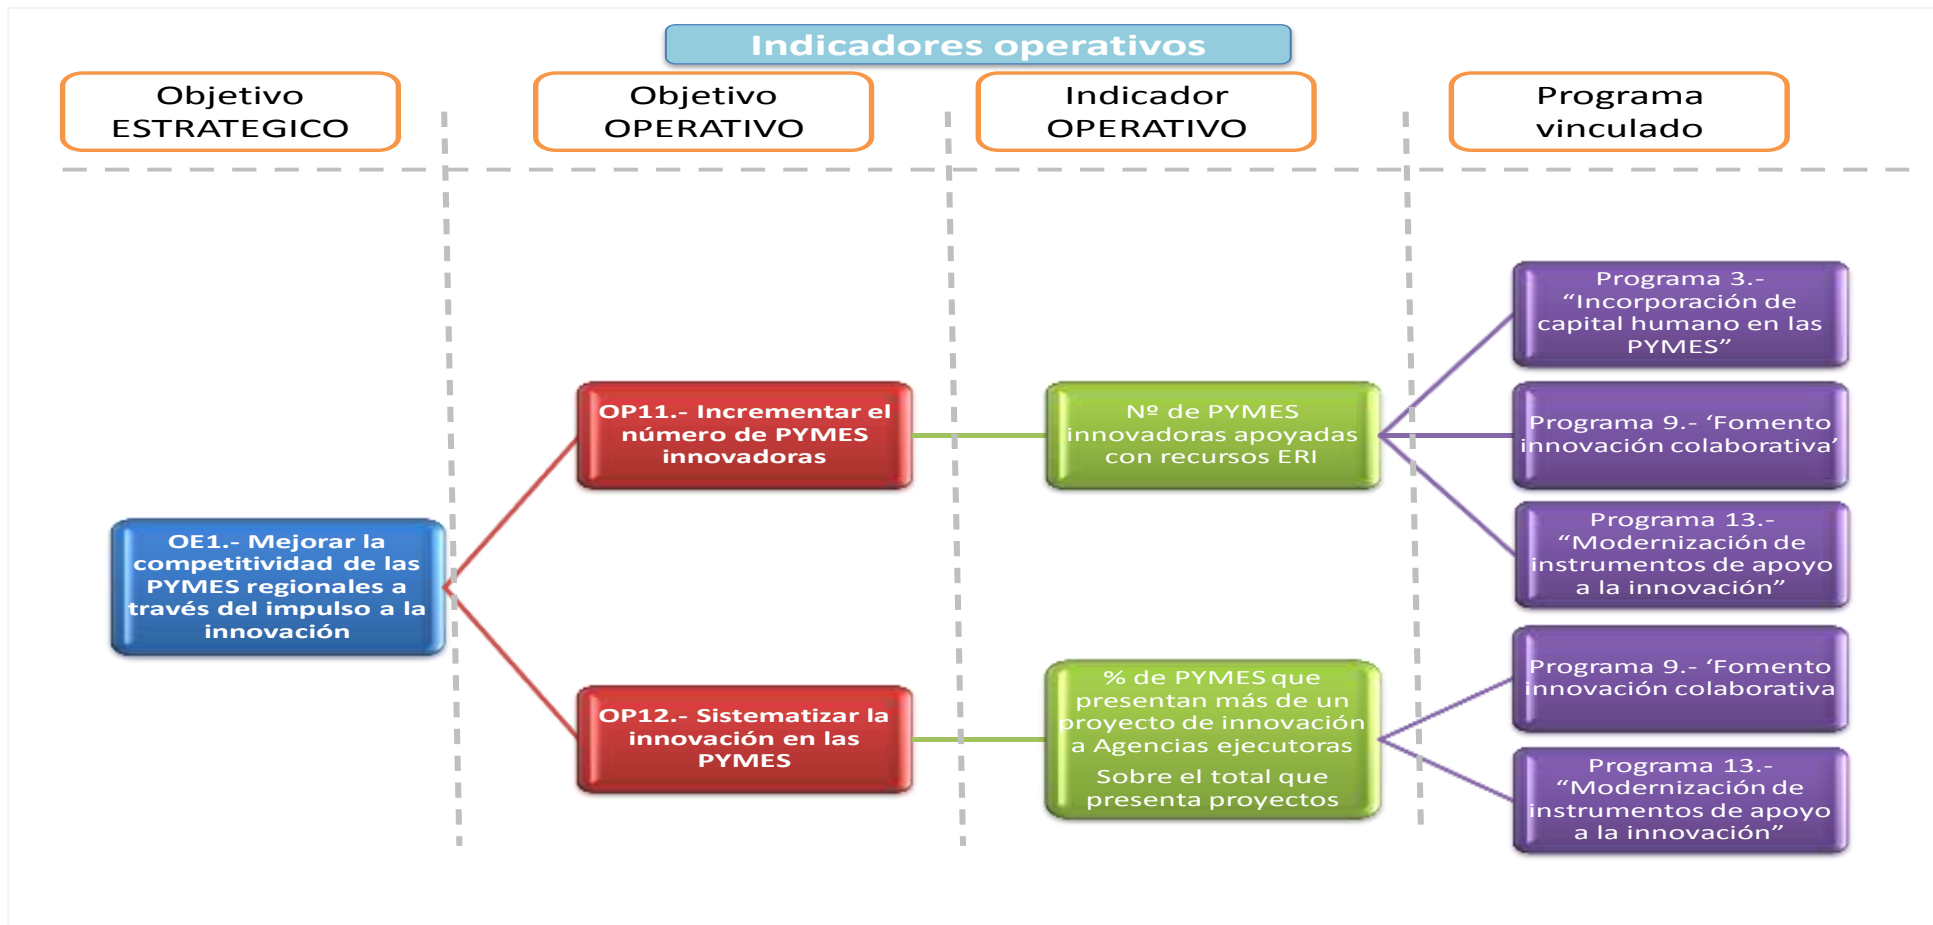 Indicadores operativos
Objetivo
ESTRATEGICO
Objetivo
OPERATIVO
Indicador
OPERATIVO
Programa
vinculado
OE1.- Mejorar la
competitividad de las
PYMES regionales a
través del impulso a la
innovación
OP11.- Incrementar el
número de PYMES
innovadoras
Nº de PYMES
innovadoras apoyadas
con recursos ERI
Programa 3.-
“Incorporación de
capital humano en las
PYMES”
Programa 9.- ‘Fomento
innovación colaborativa’
Programa 13.-
“Modernización de
instrumentos de apoyo
a la innovación”
OP12.- Sistematizar la
innovación en las
PYMES
% de PYMES que
presentan más de un
proyecto de innovación
a Agencias ejecutoras
Sobre el total que
presenta proyectos
Programa 9.- ‘Fomento
innovación colaborativa
Programa 13.-
“Modernización de
instrumentos de apoyo
a la innovación”